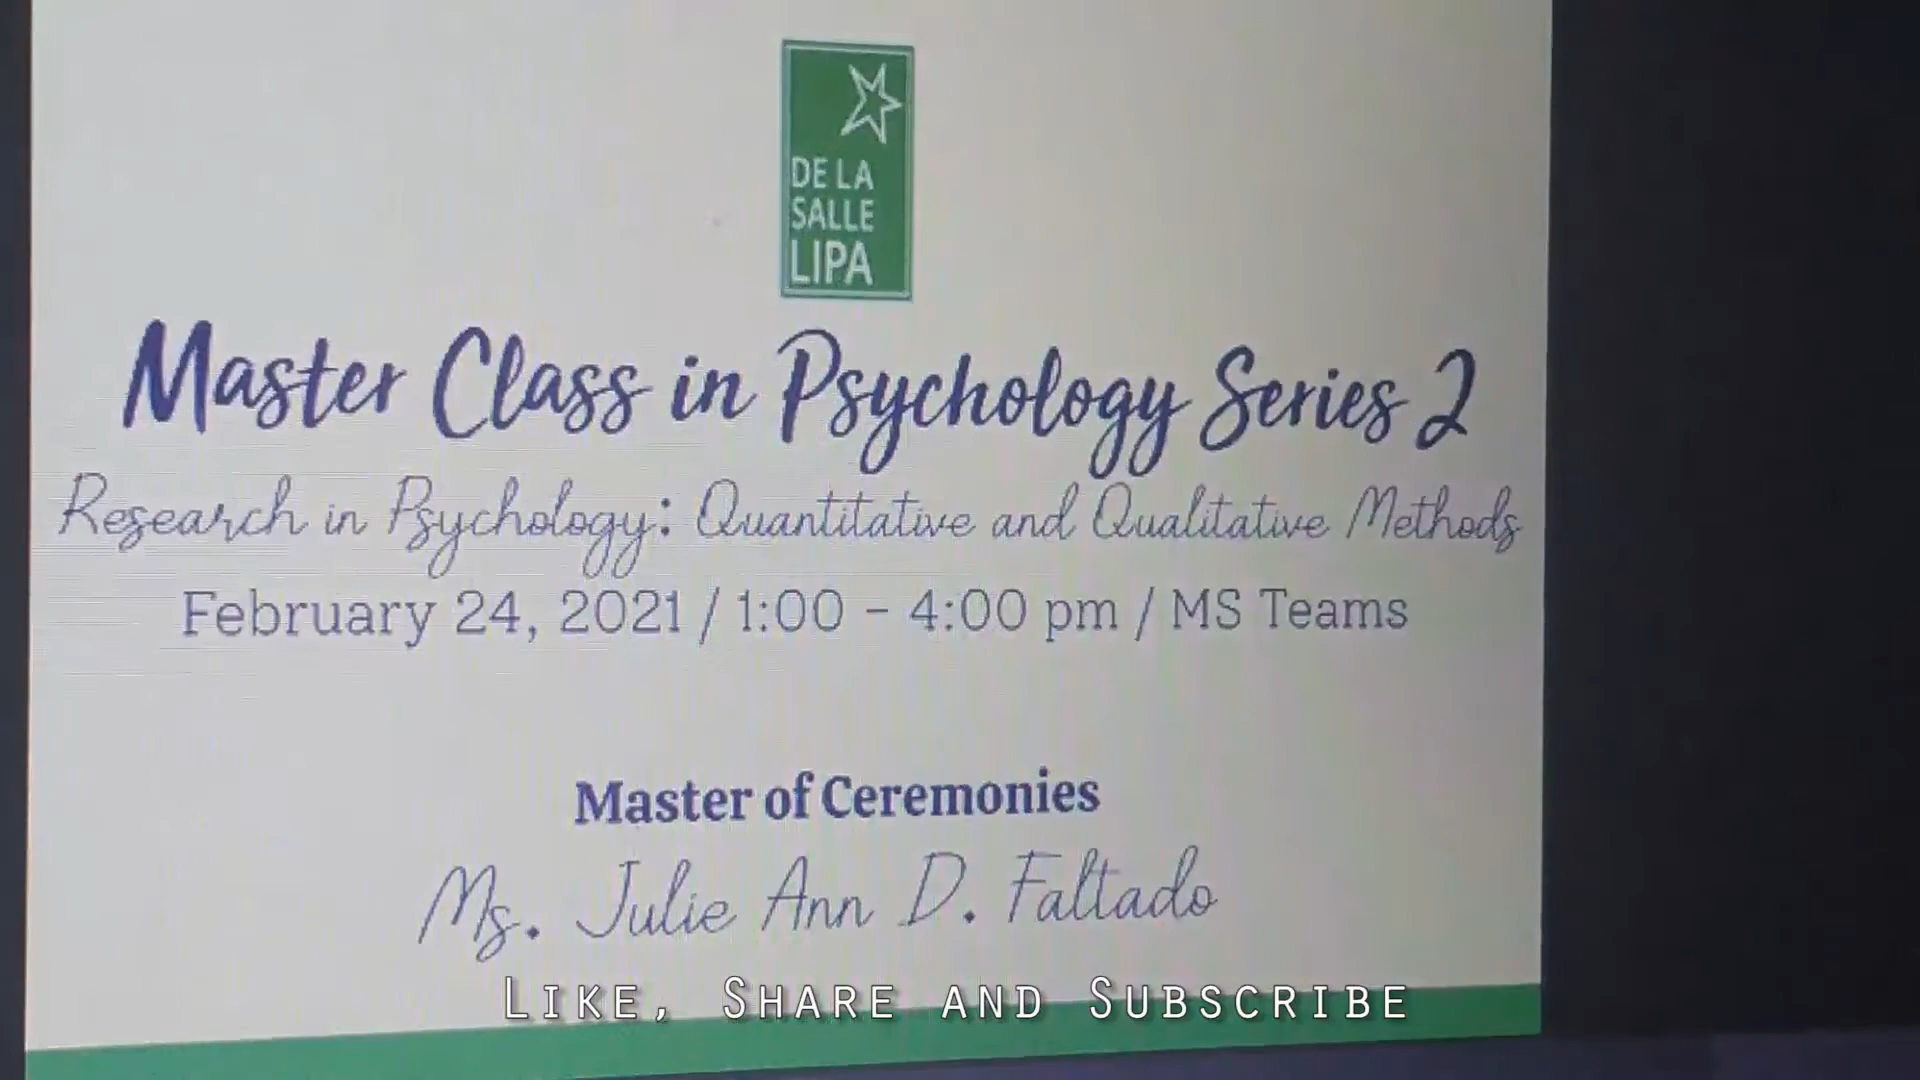 DE LA
SALLE
LIPA
Master Class in Psychology Series 2
Research in Psychology: Quantitative and Qualitative Methods
February 24, 2021 / 1:00 - 4:00 pm / MS Teams
Master of Ceremonies
Ms. Julie Ann D. Faltado
Like, Share and Subscribe